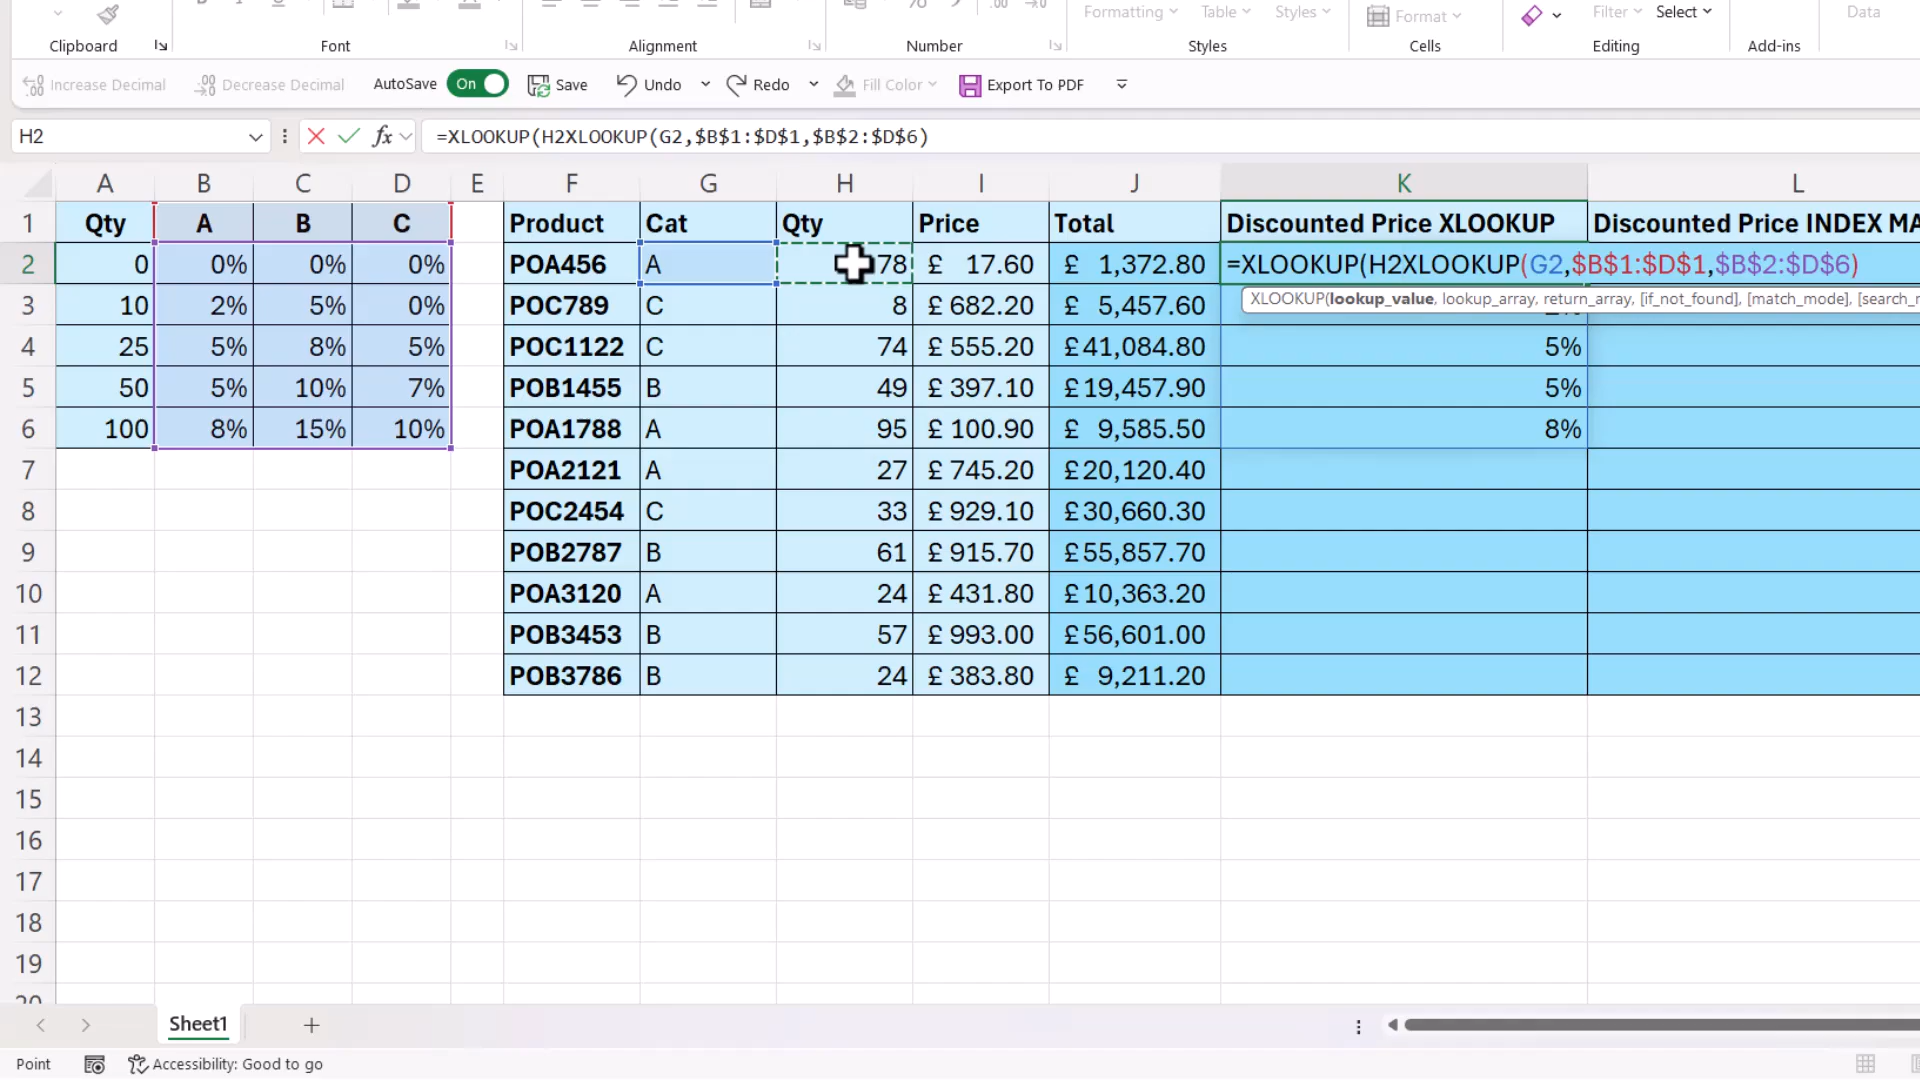 Formatting Table Styles Format Filter Select Data
Clipboard Font Alignment Number Styles Cells Editing Add-ins
Increase Decimal Decrease Decimal AutoSave On Save Undo Redo Fill Color Export To PDF
H2 fx =XLOOKUP(H2XLOOKUP(G2,$B$1:$D$1,$B$2:$D$6)
A B C D E F G H I J K L
1 Qty A B C Product Cat Qty Price Total Discounted Price XLOOKUP Discounted Price INDEX MA
2 0 0% 0% 0% POA456 A 78 £ 17.60 £ 1,372.80 =XLOOKUP(H2XLOOKUP(G2,$B$1:$D$1,$B$2:$D$6)
XLOOKUP(lookup_value, lookup_array, return_array, [if_not_found], [match_mode], [search_
3 10 2% 5% 0% POC789 C 8 £ 682.20 £ 5,457.60
4 25 5% 8% 5% POC1122 C 74 £ 555.20 £ 41,084.80 5%
5 50 5% 10% 7% POB1455 B 49 £ 397.10 £ 19,457.90 5%
6 100 8% 15% 10% POA1788 A 95 £ 100.90 £ 9,585.50 8%
7 POA2121 A 27 £ 745.20 £ 20,120.40
8 POC2454 C 33 £ 929.10 £ 30,660.30
9 POB2787 B 61 £ 915.70 £ 55,857.70
10 POA3120 A 24 £ 431.80 £ 10,363.20
11 POB3453 B 57 £ 993.00 £ 56,601.00
12 POB3786 B 24 £ 383.80 £ 9,211.20
13
14
15
16
17
18
19
20
Sheet1
Point Accessibility: Good to go